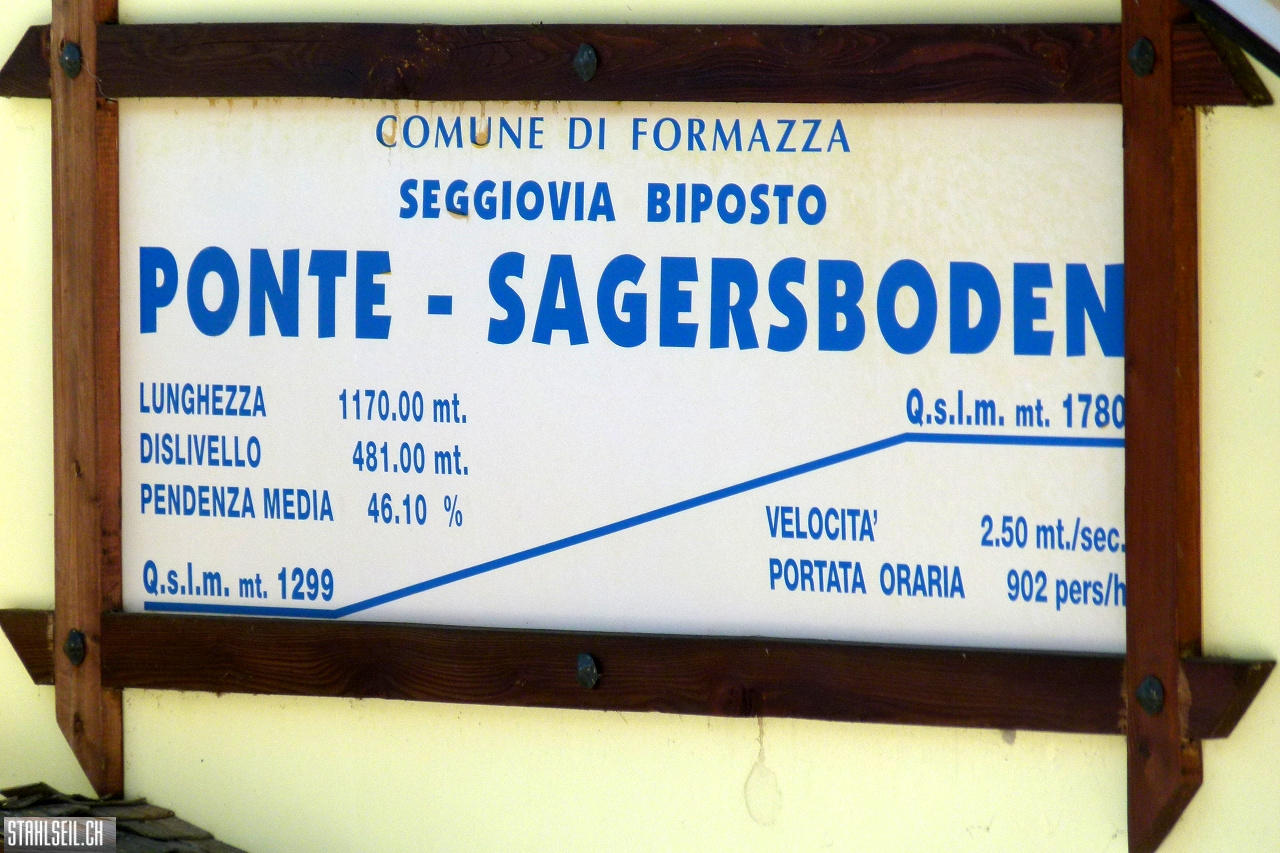 COMUNE DI FORMAZZA
SEGGIOVIA BIPOSTO
PONTE - SAGERSBODEN
LUNGHEZZA 1170.00 mt.
DISLIVELLO 481.00 mt.
PENDENZA MEDIA 46.10 %
Q.s.l.m. mt. 1299
Q.s.l.m. mt. 1780
VELOCITA' 2.50 mt./sec.
PORTATA ORARIA 902 pers/h
STAHLSEIL.CH